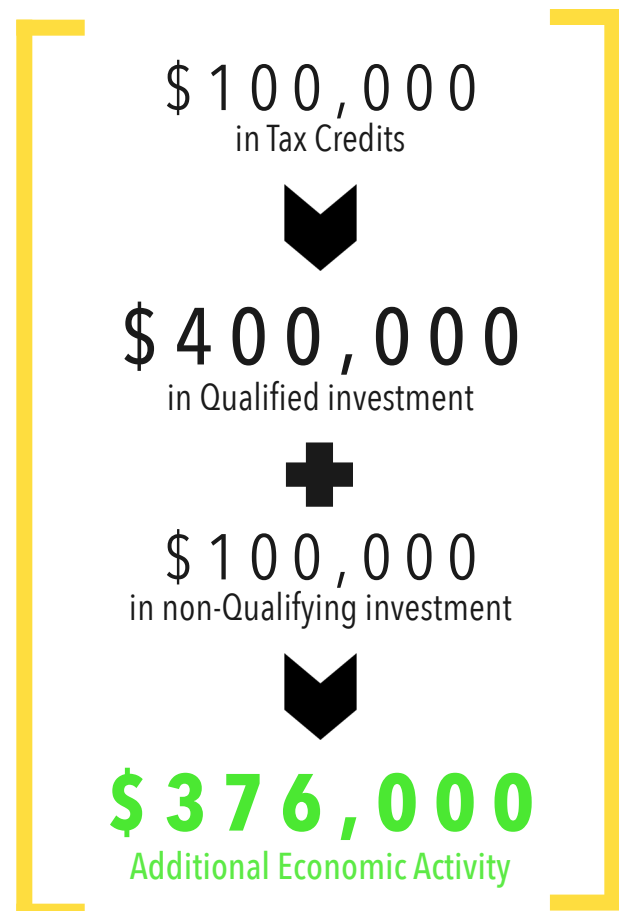 $100,000
in Tax Credits
$400,000
in Qualified investment
$100,000
in non-Qualifying investment
$376,000
Additional Economic Activity